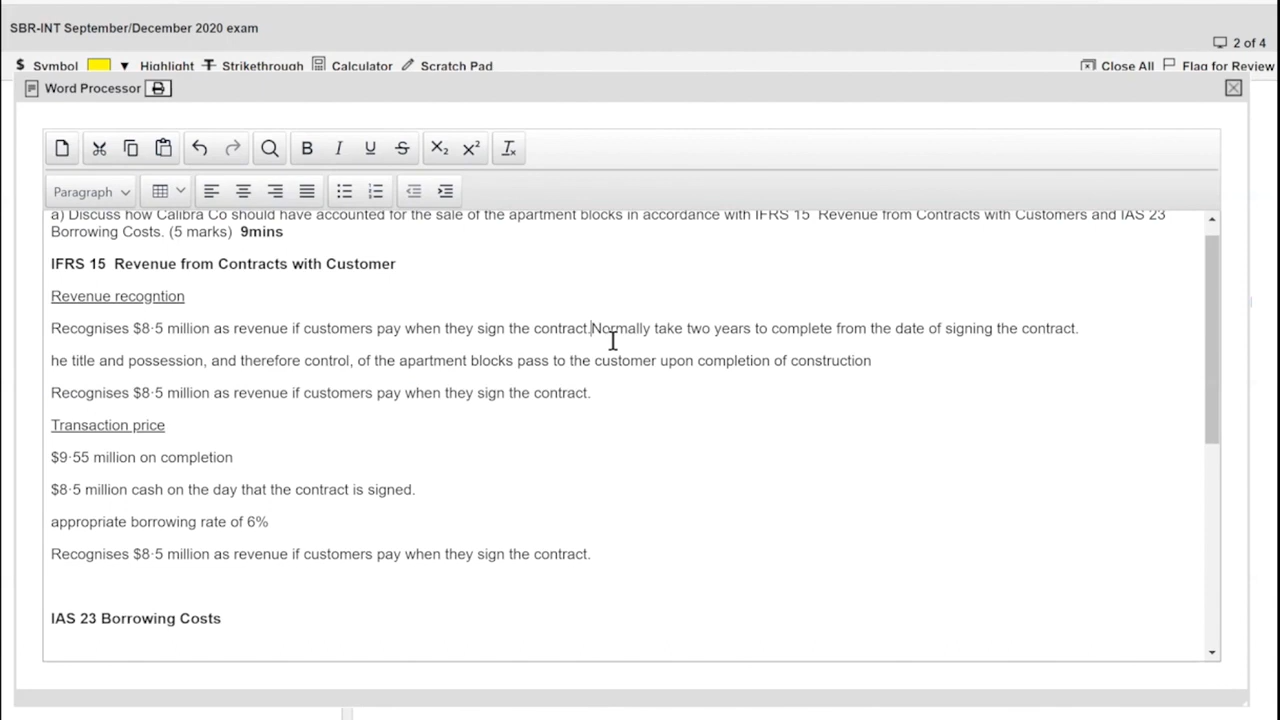 SBR-INT September/December 2020 exam
2 of 4
$ Symbol Highlight T Strikethrough Calculator Scratch Pad Close All Flag for Review
Word Processor
B I U S X₂ X² Tx
Paragraph
a) Discuss how Calibra Co should have accounted for the sale of the apartment blocks in accordance with IFRS 15 Revenue from Contracts with Customers and IAS 23
Borrowing Costs. (5 marks) 9mins
IFRS 15 Revenue from Contracts with Customer
Revenue recogntion
Recognises $8·5 million as revenue if customers pay when they sign the contract.Normally take two years to complete from the date of signing the contract.
he title and possession, and therefore control, of the apartment blocks pass to the customer upon completion of construction
Recognises $8·5 million as revenue if customers pay when they sign the contract.
Transaction price
$9·55 million on completion
$8·5 million cash on the day that the contract is signed.
appropriate borrowing rate of 6%
Recognises $8·5 million as revenue if customers pay when they sign the contract.
IAS 23 Borrowing Costs